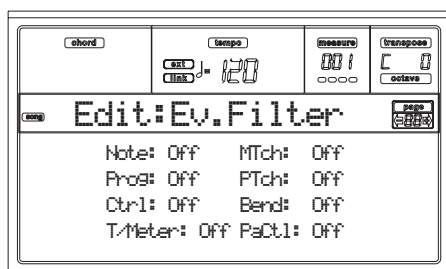 chord tempo measure transpose
ext
link ♩= 120 001 C 0
octave
song Edit:Ev.Filter page
88
Note: Off MTch: Off
Prog: Off PTch: Off
Ctrl: Off Bend: Off
T/Meter: Off PaCtl: Off